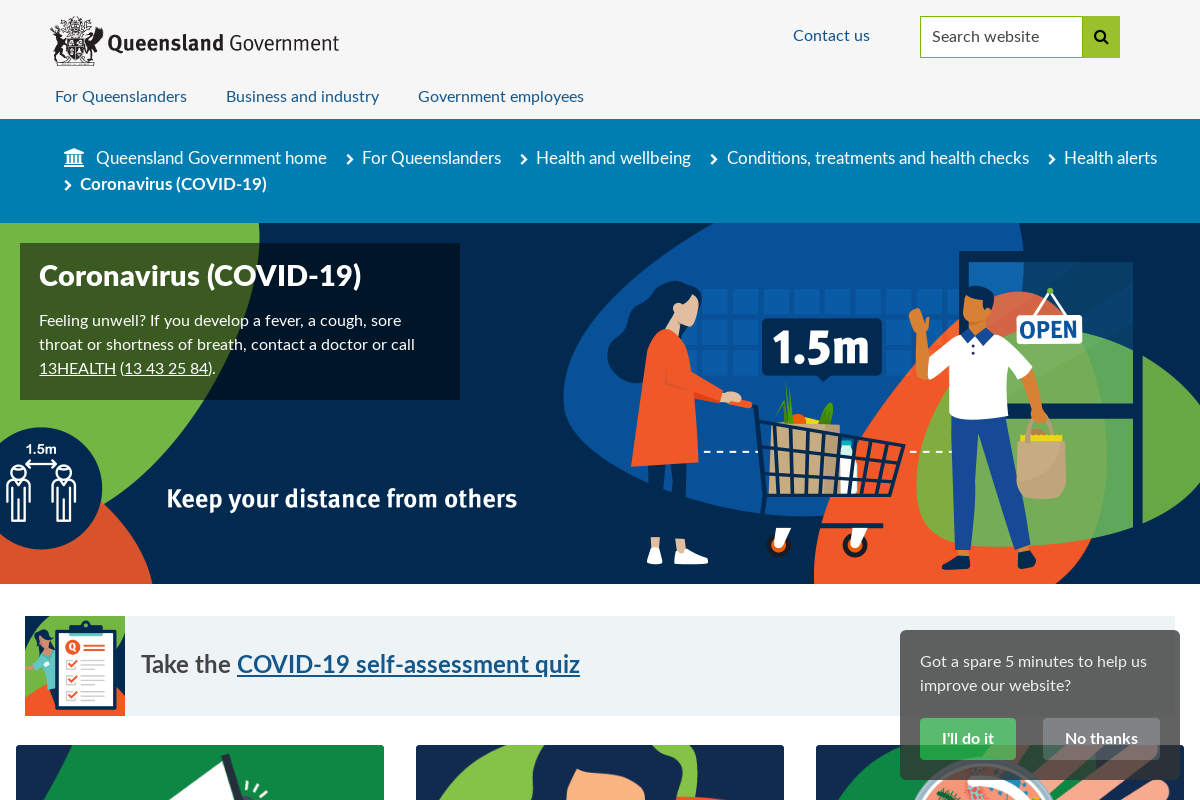 Queensland Government
Contact us
Search website
For Queenslanders
Business and industry
Government employees
Queensland Government home
For Queenslanders
Health and wellbeing
Conditions, treatments and health checks
Health alerts
Coronavirus (COVID-19)
Coronavirus (COVID-19)
Feeling unwell? If you develop a fever, a cough, sore
throat or shortness of breath, contact a doctor or call
13HEALTH (13 43 25 84).
1.5m
OPEN
1.5m
Keep your distance from others
Q
Take the COVID-19 self-assessment quiz
Got a spare 5 minutes to help us
improve our website?
I'll do it
No thanks